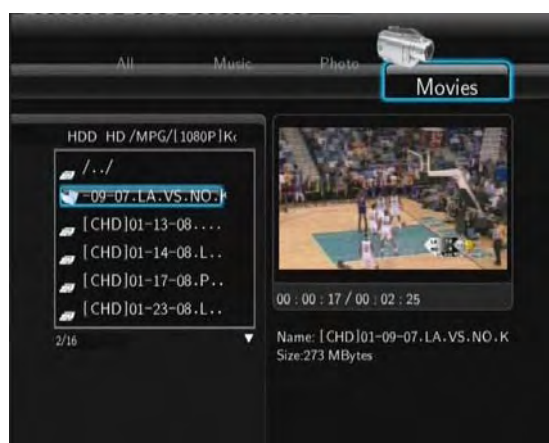 All Music Photo
Movies
HDD HD /MPG/[1080P]K
/../
-09-07.LA.VS.NO.K
[CHD]01-13-08....
[CHD]01-14-08.L..
[CHD]01-17-08.P..
[CHD]01-23-08.L..
2/16
00 : 00 : 17 / 00 : 02 : 25
Name: [CHD]01-09-07.LA.VS.NO.K
Size:273 MBytes